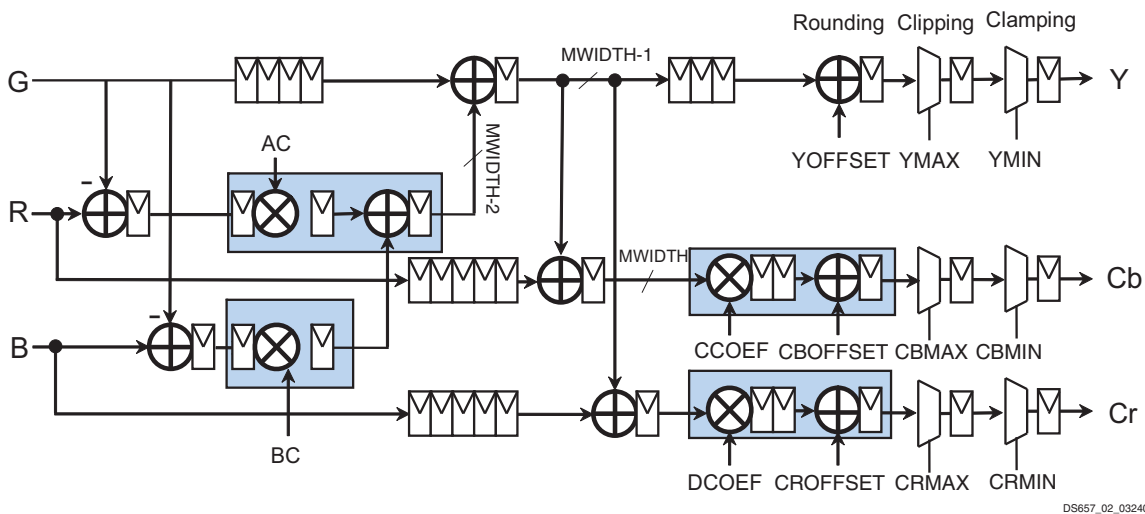 Rounding Clipping Clamping
MWIDTH-1
G
Y
AC
MWIDTH-2
YOFFSET YMAX YMIN
-
R
MWIDTH
Cb
-
B
CCOEF CBOFFSET CBMAX CBMIN
Cr
BC
DCOEF CROFFSET CRMAX CRMIN